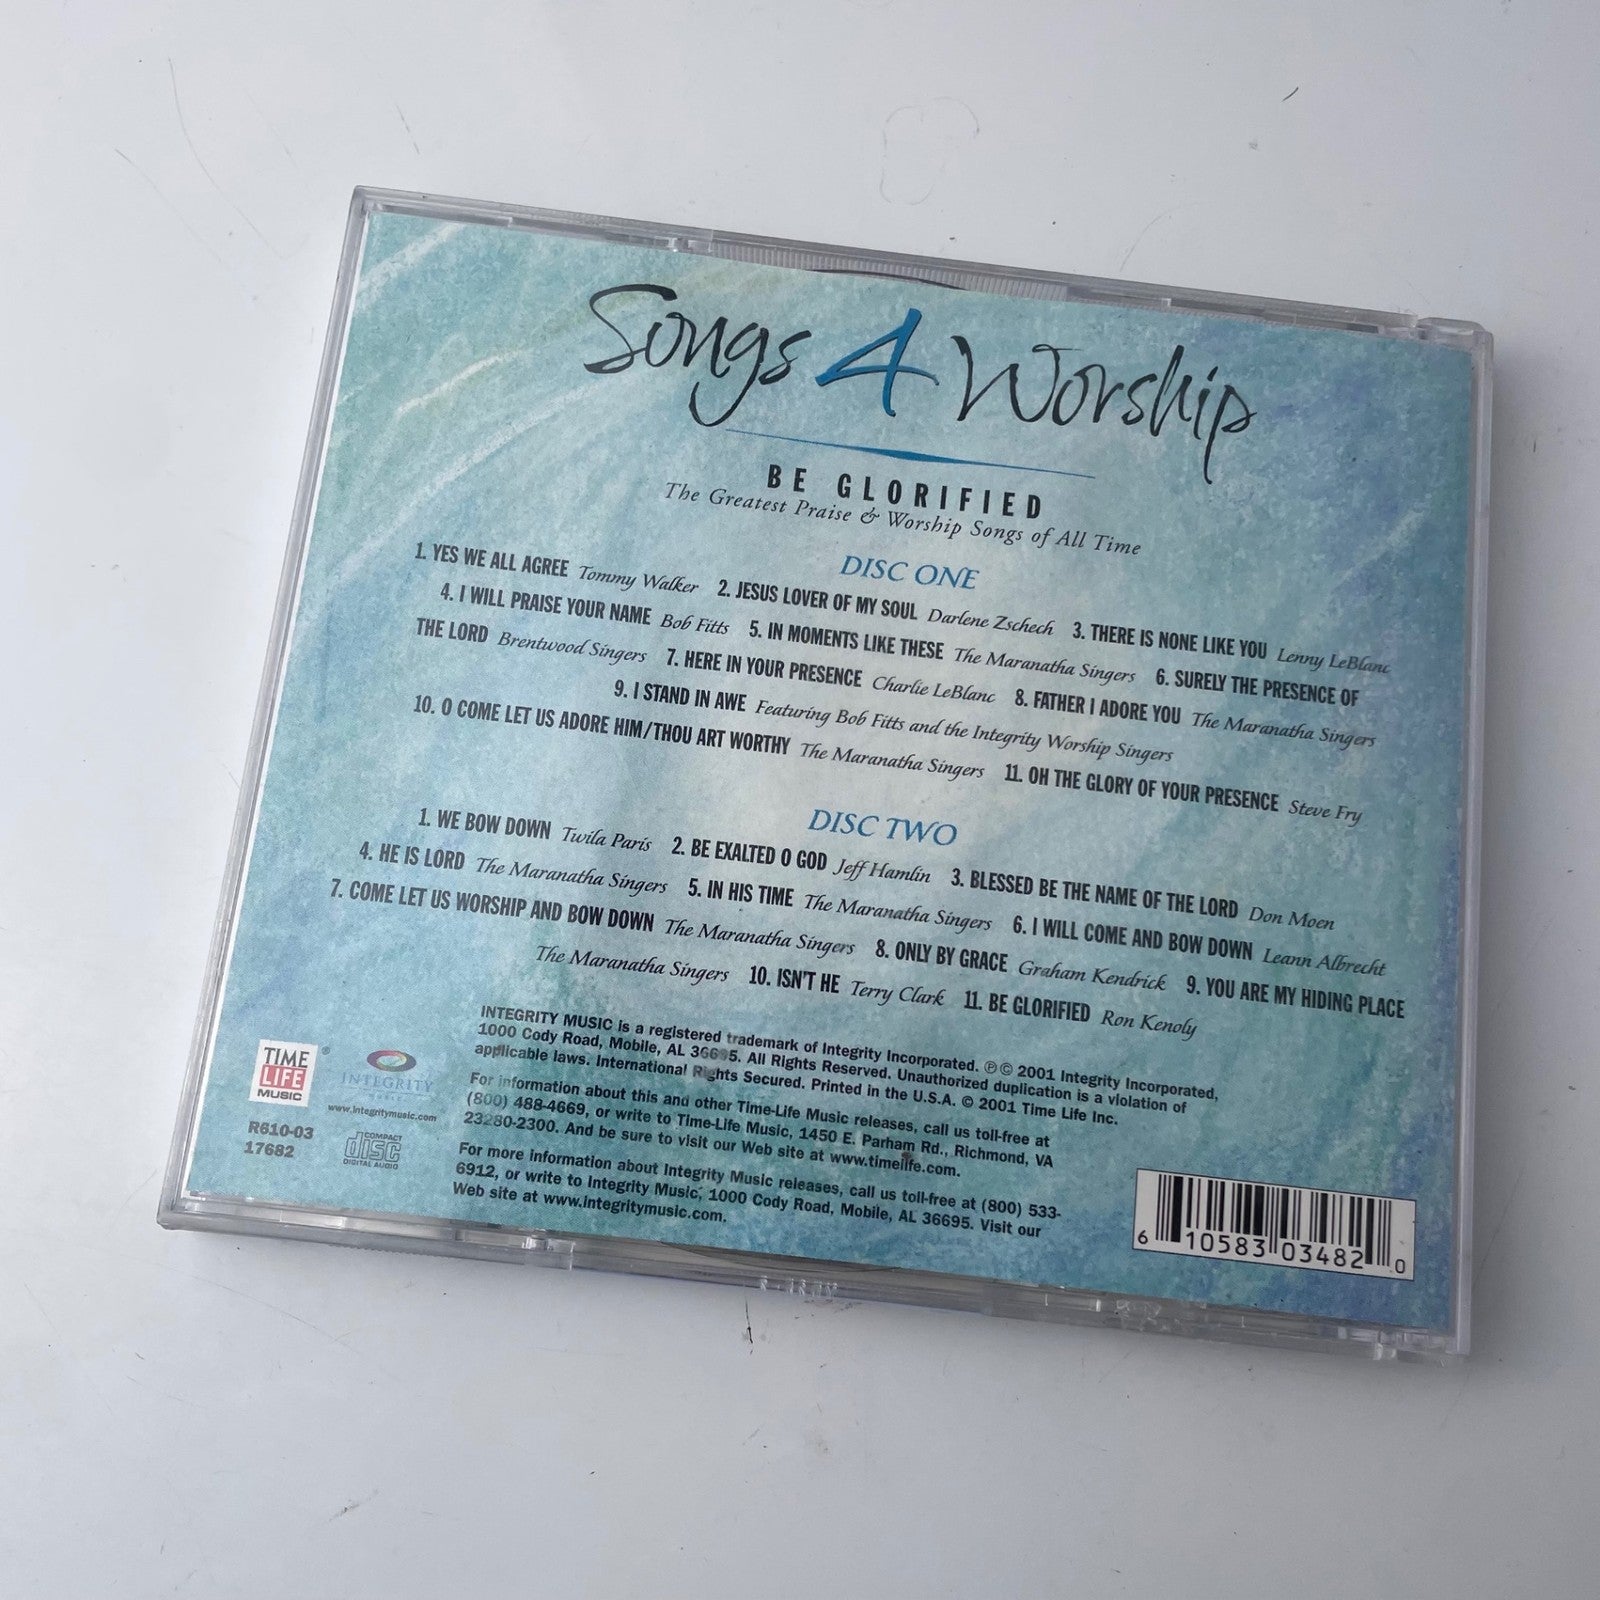 Songs 4 Worship
BE GLORIFIED
The Greatest Praise & Worship Songs of All Time
DISC ONE
1. YES WE ALL AGREE Tommy Walker 2. JESUS LOVER OF MY SOUL Darlene Zschech 3. THERE IS NONE LIKE YOU Lenny LeBlanc
4. I WILL PRAISE YOUR NAME Bob Fitts 5. IN MOMENTS LIKE THESE The Maranatha Singers 6. SURELY THE PRESENCE OF
THE LORD Brentwood Singers 7. HERE IN YOUR PRESENCE Charlie LeBlanc 8. FATHER I ADORE YOU The Maranatha Singers
9. I STAND IN AWE Featuring Bob Fitts and the Integrity Worship Singers
10. O COME LET US ADORE HIM/THOU ART WORTHY The Maranatha Singers 11. OH THE GLORY OF YOUR PRESENCE Steve Fry
DISC TWO
1. WE BOW DOWN Twila Paris 2. BE EXALTED O GOD Jeff Hamlin 3. BLESSED BE THE NAME OF THE LORD Don Moen
4. HE IS LORD The Maranatha Singers 5. IN HIS TIME The Maranatha Singers 6. I WILL COME AND BOW DOWN Leann Albrecht
7. COME LET US WORSHIP AND BOW DOWN The Maranatha Singers 8. ONLY BY GRACE Graham Kendrick 9. YOU ARE MY HIDING PLACE
The Maranatha Singers 10. ISN'T HE Terry Clark 11. BE GLORIFIED Ron Kenoly
INTEGRITY MUSIC is a registered trademark of Integrity Incorporated. ℗© 2001 Integrity Incorporated,
1000 Cody Road, Mobile, AL 36695. All Rights Reserved. Unauthorized duplication is a violation of
applicable laws. International Rights Secured. Printed in the U.S.A. © 2001 Time Life Inc.
For information about this and other Time-Life Music releases, call us toll-free at
(800) 488-4669, or write to Time-Life Music, 1450 E. Parham Rd., Richmond, VA
23280-2300. And be sure to visit our Web site at www.timelife.com.
For more information about Integrity Music releases, call us toll-free at (800) 533-
6912, or write to Integrity Music, 1000 Cody Road, Mobile, AL 36695. Visit our
Web site at www.integritymusic.com.
TIME
LIFE
MUSIC
®
INTEGRITY
MUSIC
www.integritymusic.com
R610-03
17682
COMPACT
disc
DIGITAL AUDIO
6 10583 03482 0